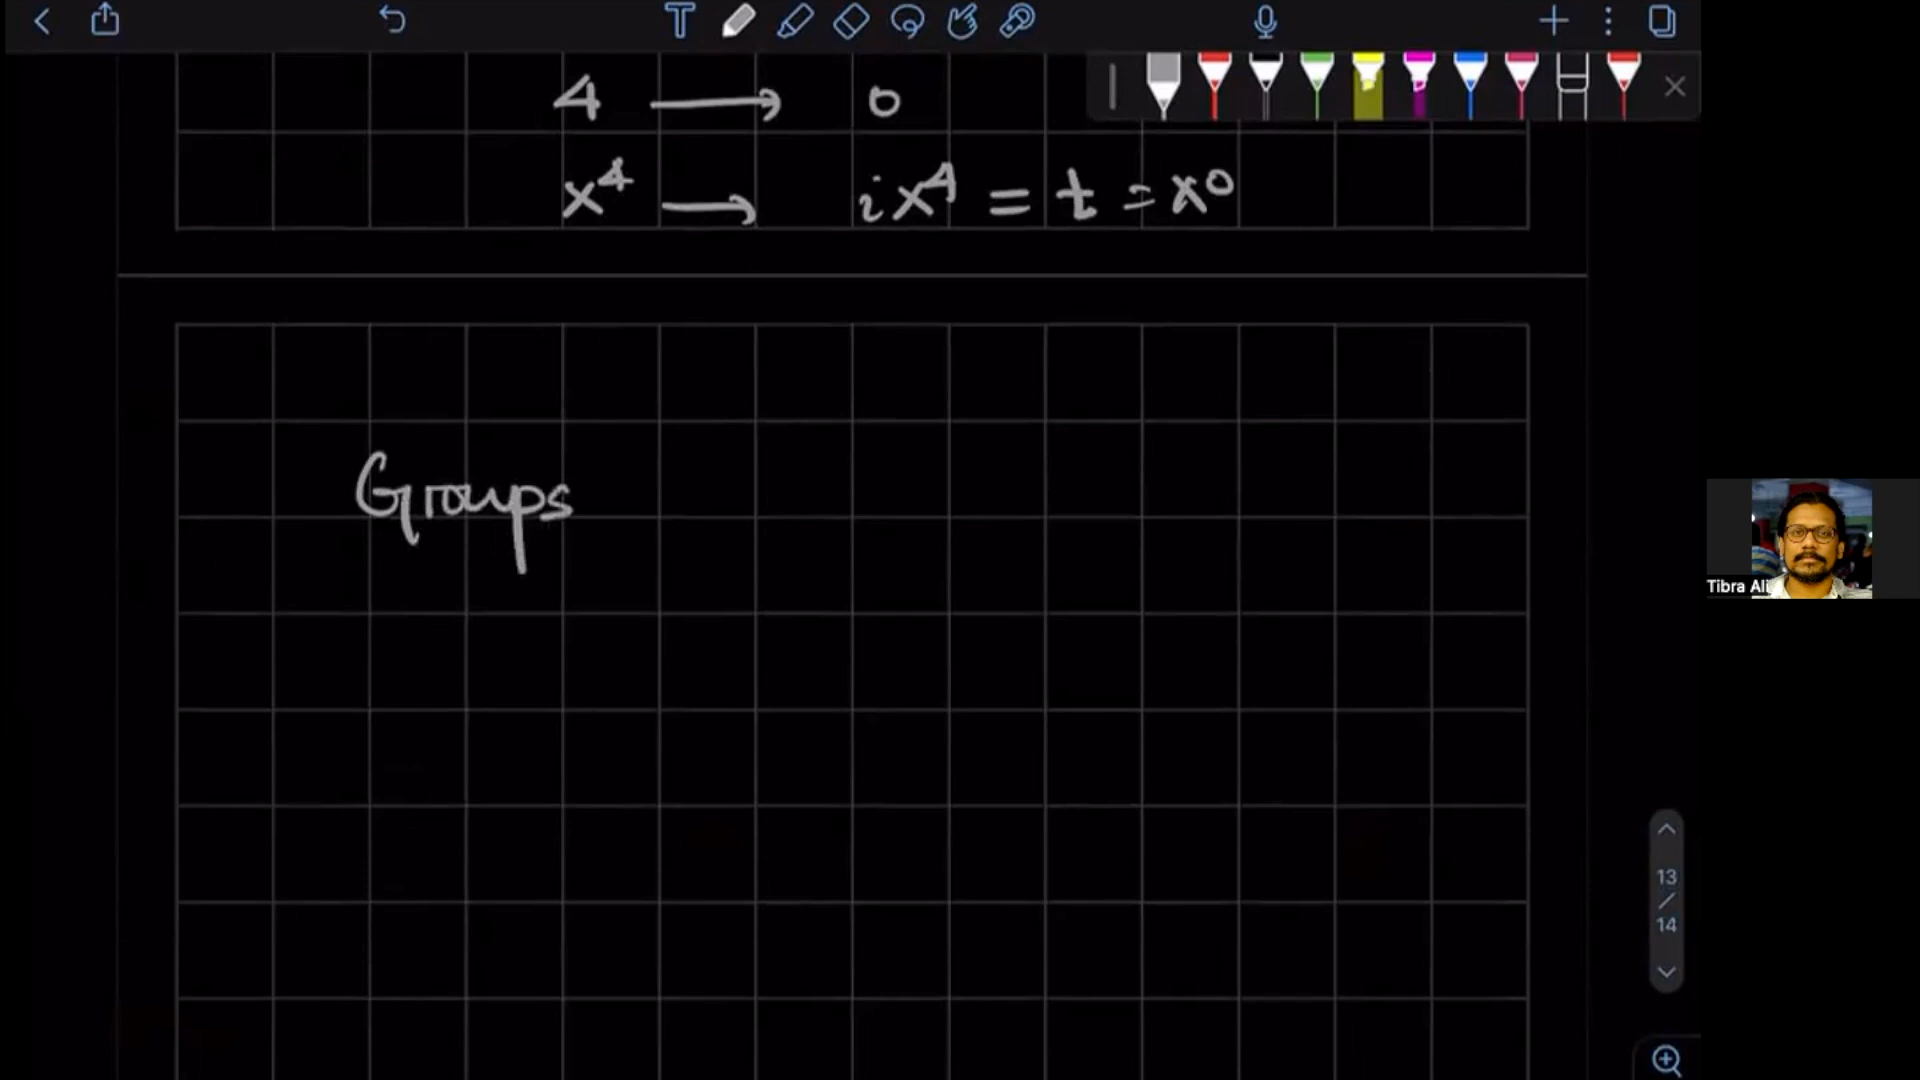 4 ⟶ 0
x⁴ ⟶ ix⁴ = t = x⁰
Groups
Tibra Ali
13
/
14